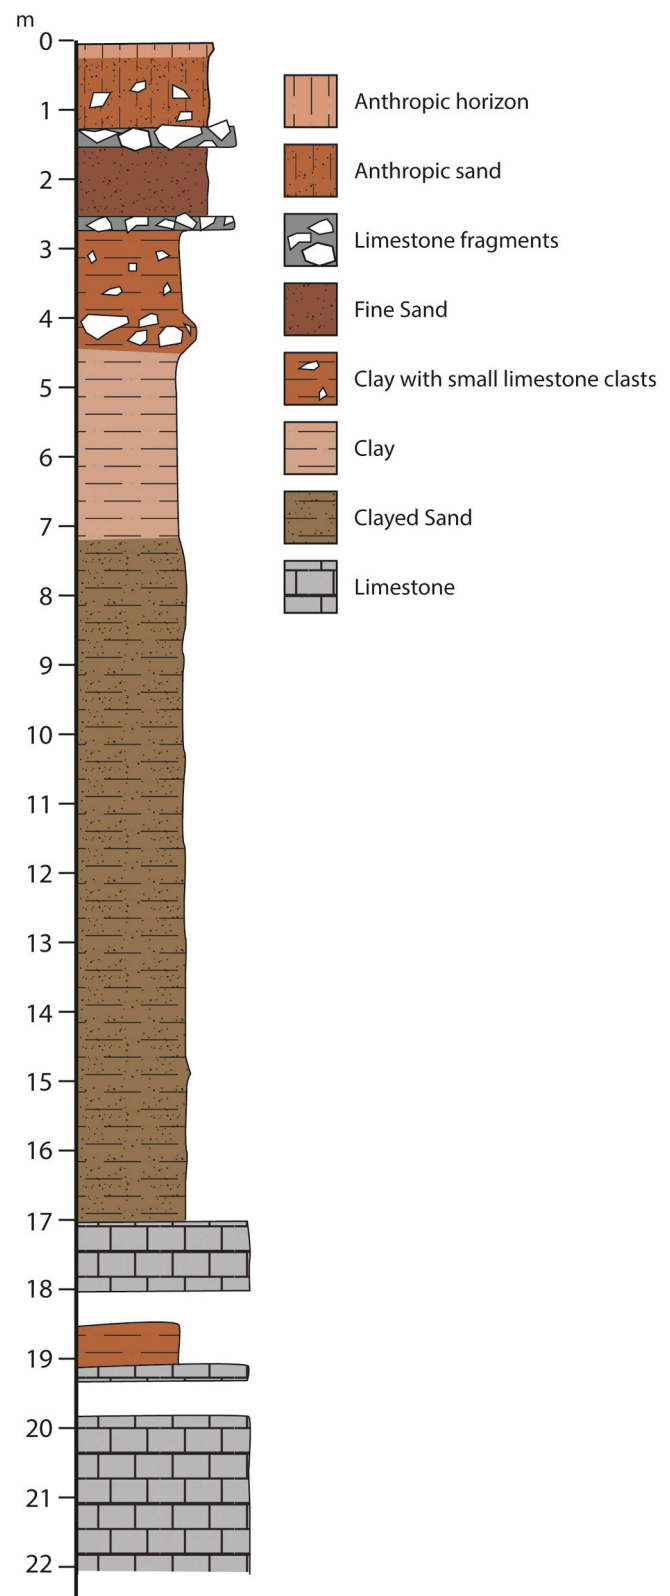 m
0
1
2
3
4
5
6
7
8
9
10
11
12
13
14
15
16
17
18
19
20
21
22
Anthropic horizon
Anthropic sand
Limestone fragments
Fine Sand
Clay with small limestone clasts
Clay
Clayed Sand
Limestone